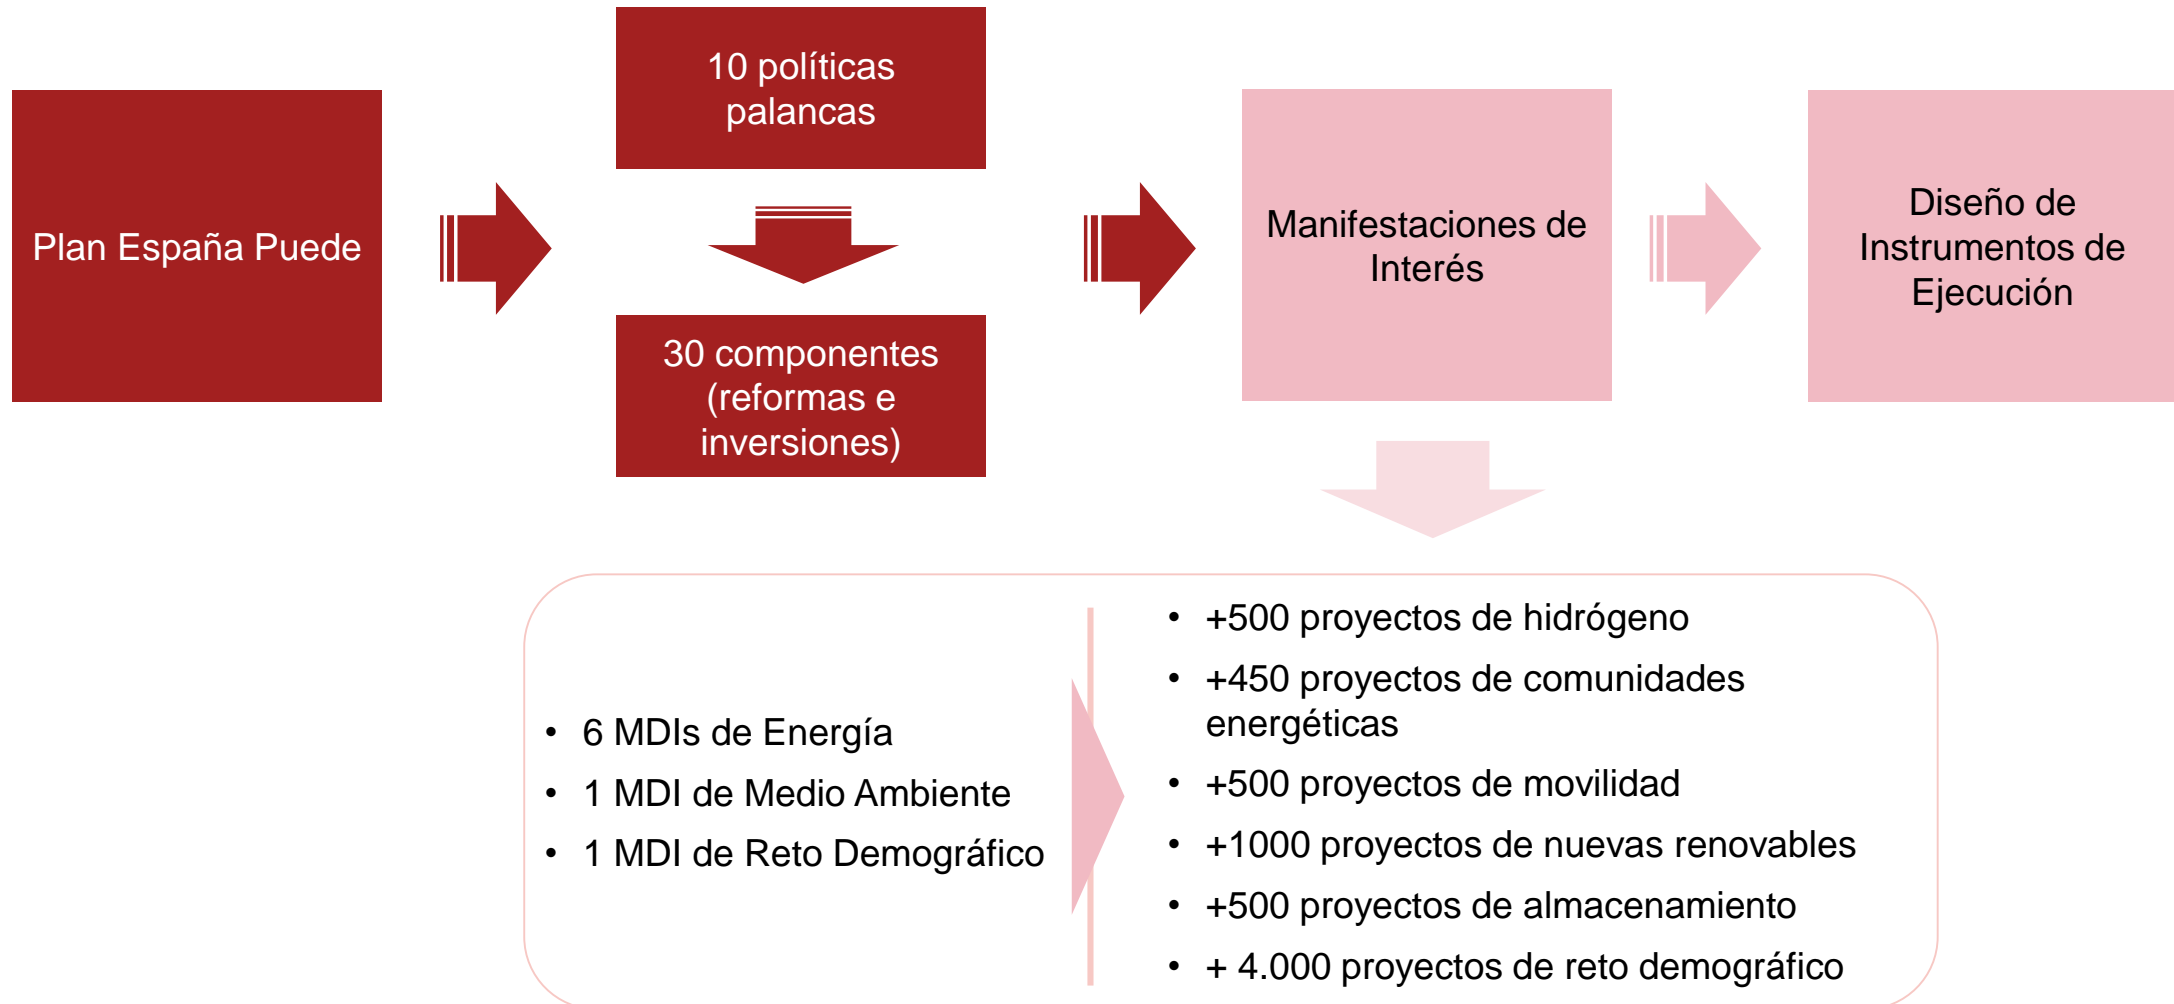 Plan España Puede
10 políticas
palancas
30 componentes
(reformas e
inversiones)
Manifestaciones de
Interés
Diseño de
Instrumentos de
Ejecución
• 6 MDIs de Energía
• 1 MDI de Medio Ambiente
• 1 MDI de Reto Demográfico
• +500 proyectos de hidrógeno
• +450 proyectos de comunidades
energéticas
• +500 proyectos de movilidad
• +1000 proyectos de nuevas renovables
• +500 proyectos de almacenamiento
• + 4.000 proyectos de reto demográfico